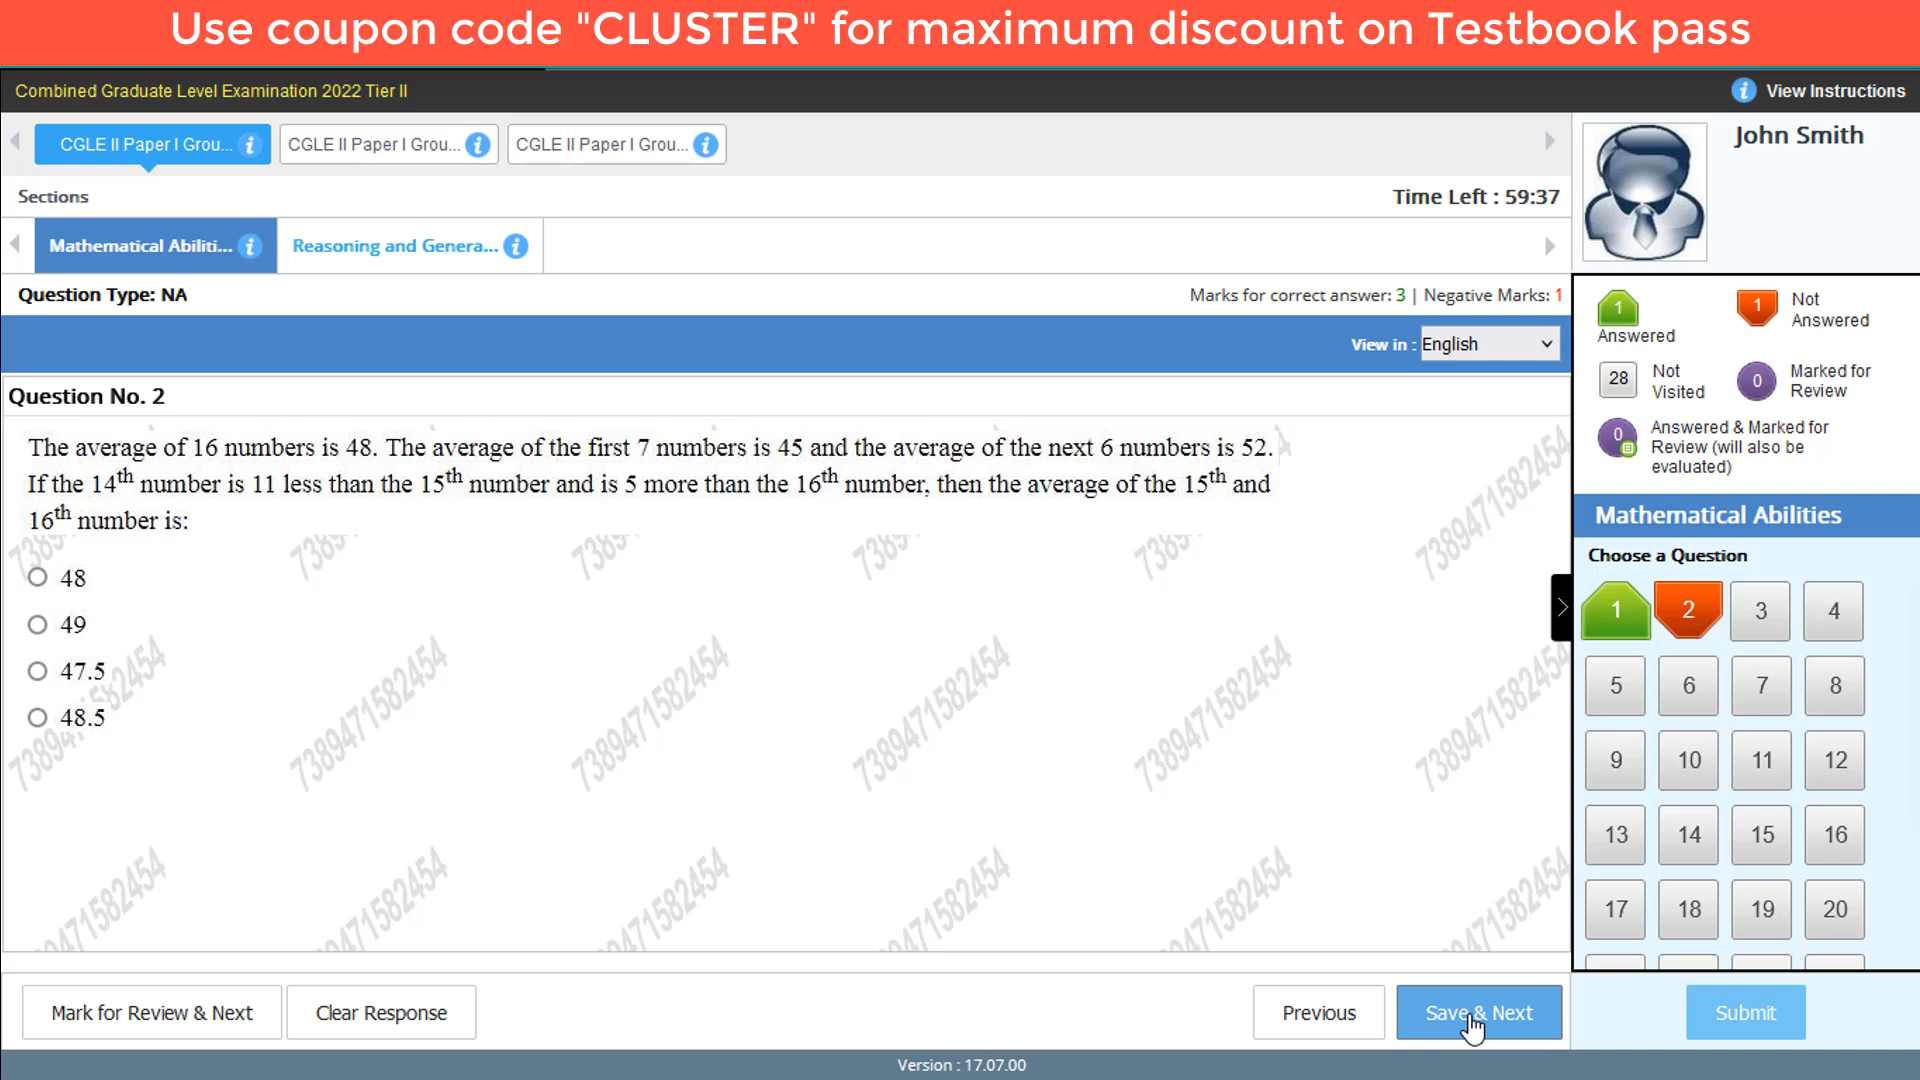 Use coupon code "CLUSTER" for maximum discount on Testbook pass
Combined Graduate Level Examination 2022 Tier II
View Instructions
CGLE II Paper I Grou...
CGLE II Paper I Grou...
CGLE II Paper I Grou...
John Smith
Sections
Time Left : 59:37
Mathematical Abiliti...
Reasoning and Genera...
Question Type: NA
Marks for correct answer: 3 | Negative Marks: 1
View in : English
1 Answered
1 Not Answered
28 Not Visited
0 Marked for Review
0 Answered & Marked for Review (will also be evaluated)
Question No. 2
The average of 16 numbers is 48. The average of the first 7 numbers is 45 and the average of the next 6 numbers is 52.
If the 14th number is 11 less than the 15th number and is 5 more than the 16th number, then the average of the 15th and
16th number is:
48
49
47.5
48.5
7389471582454
Mathematical Abilities
Choose a Question
1 2 3 4
5 6 7 8
9 10 11 12
13 14 15 16
17 18 19 20
Mark for Review & Next
Clear Response
Previous
Save & Next
Submit
Version : 17.07.00